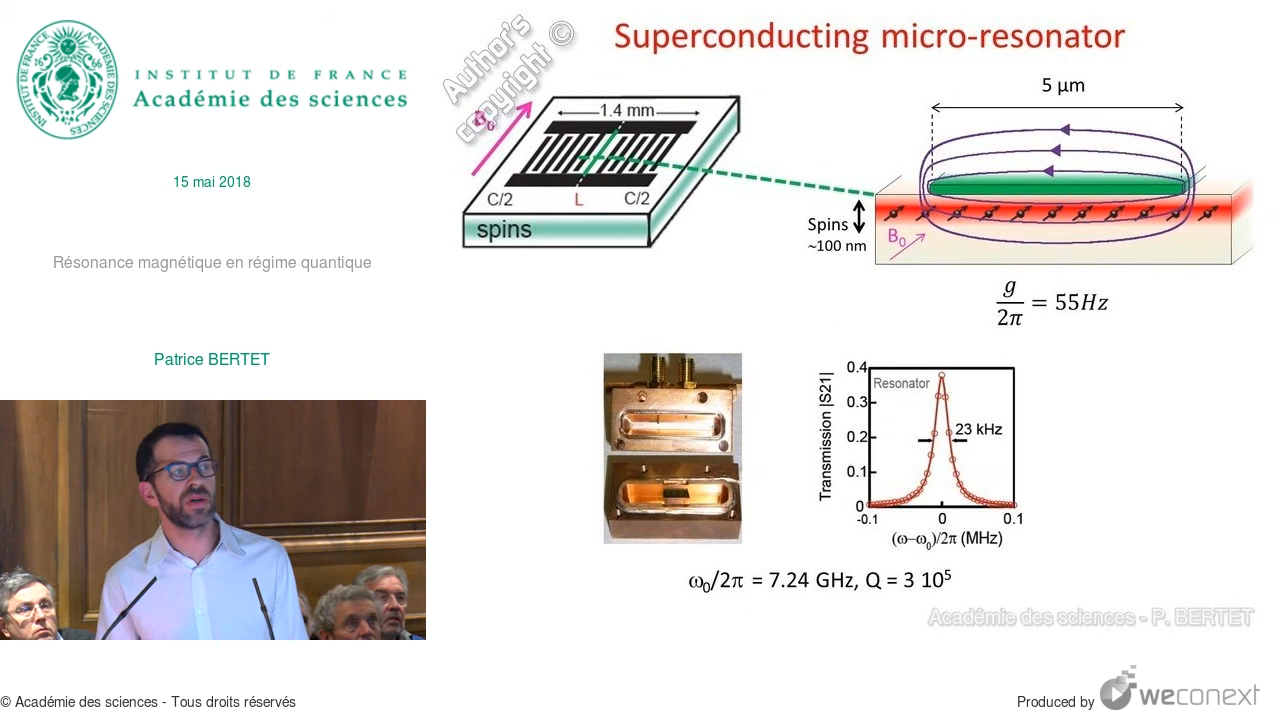 INSTITUT DE FRANCE
Académie des sciences
15 mai 2018
Résonance magnétique en régime quantique
Patrice BERTET
Author's
copyright ©
Superconducting micro-resonator
1.4 mm
C/2
L
C/2
spins
5 µm
Spins
~100 nm
B₀
g/2π = 55Hz
Transmission |S21|
0.4
0.3
0.2
0.1
0
Resonator
23 kHz
-0.1
0
0.1
(ω–ω₀)/2π (MHz)
ω₀/2π = 7.24 GHz, Q = 3 10⁵
Académie des sciences - P. BERTET
© Académie des sciences - Tous droits réservés
Produced by
weconext